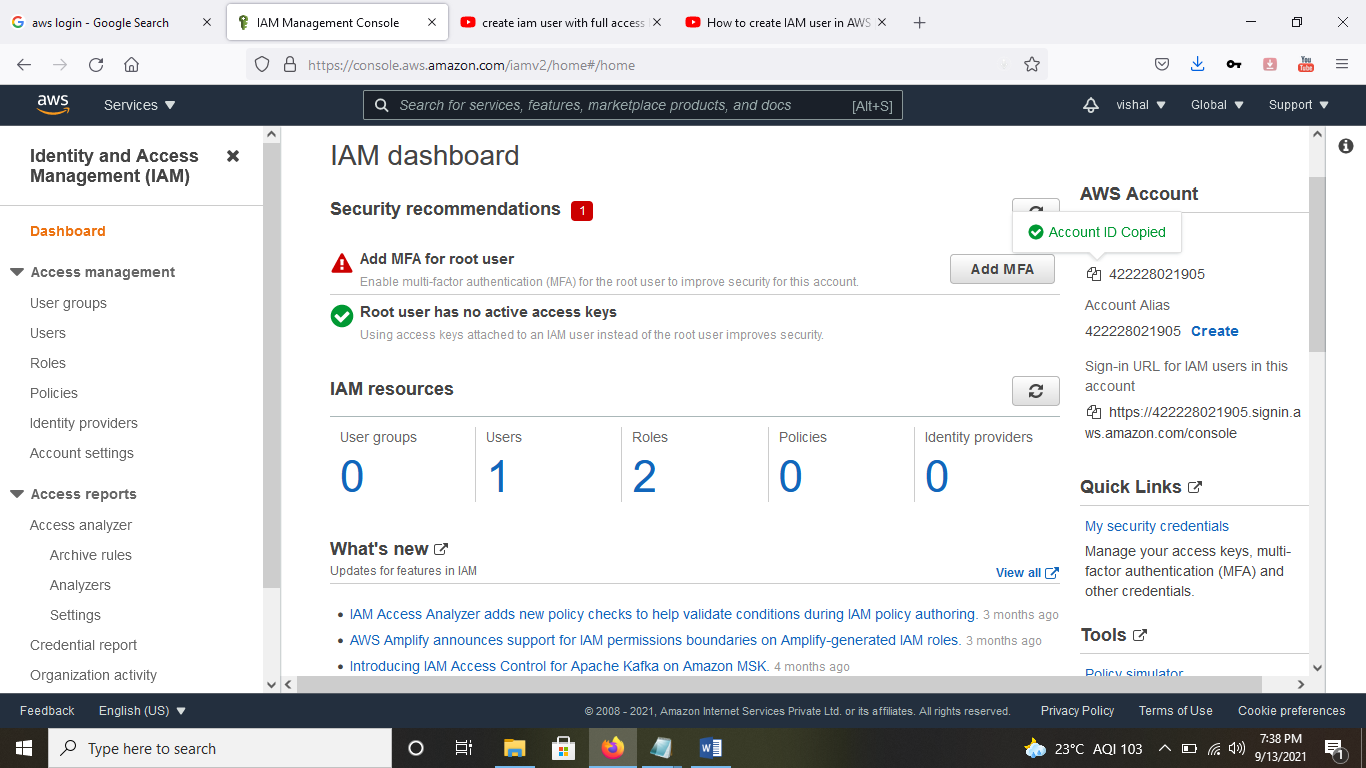 aws login - Google Search
IAM Management Console
create iam user with full access
How to create IAM user in AWS
https://console.aws.amazon.com/iamv2/home#/home
You Tube
aws
Services
Search for services, features, marketplace products, and docs
[Alt+S]
vishal
Global
Support
Identity and Access
Management (IAM)
Dashboard
Access management
User groups
Users
Roles
Policies
Identity providers
Account settings
Access reports
Access analyzer
Archive rules
Analyzers
Settings
Credential report
Organization activity
IAM dashboard
Security recommendations 1
Add MFA for root user
Enable multi-factor authentication (MFA) for the root user to improve security for this account.
Add MFA
Root user has no active access keys
Using access keys attached to an IAM user instead of the root user improves security.
IAM resources
User groups
0
Users
1
Roles
2
Policies
0
Identity providers
0
What's new
Updates for features in IAM
View all
IAM Access Analyzer adds new policy checks to help validate conditions during IAM policy authoring. 3 months ago
AWS Amplify announces support for IAM permissions boundaries on Amplify-generated IAM roles. 3 months ago
Introducing IAM Access Control for Apache Kafka on Amazon MSK. 4 months ago
AWS Account
Account ID Copied
422228021905
Account Alias
422228021905 Create
Sign-in URL for IAM users in this
account
https://422228021905.signin.a
ws.amazon.com/console
Quick Links
My security credentials
Manage your access keys, multi-
factor authentication (MFA) and
other credentials.
Tools
Policy simulator
Feedback
English (US)
© 2008 - 2021, Amazon Internet Services Private Ltd. or its affiliates. All rights reserved.
Privacy Policy
Terms of Use
Cookie preferences
Type here to search
W
23°C AQI 103
7:38 PM
9/13/2021
1